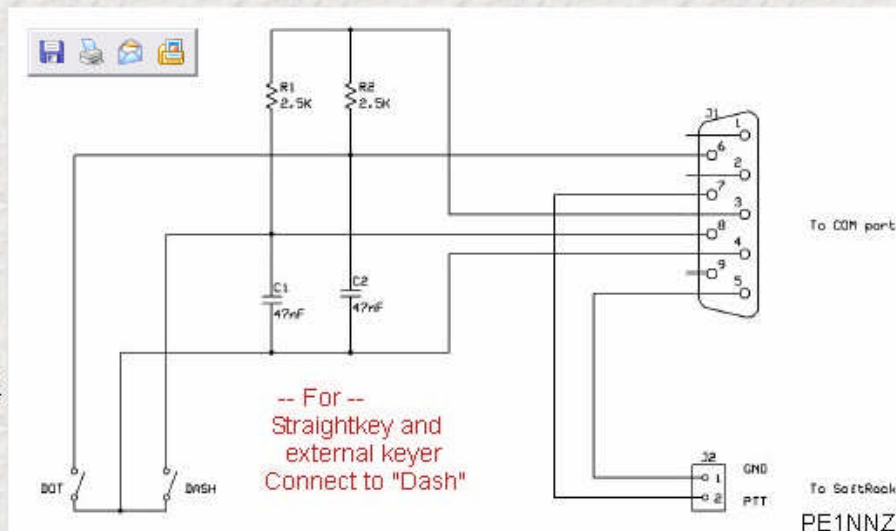 R1
2.5K
R2
2.5K
J1
1
6
2
7
3
8
4
9
5
To COM port
C1
47nF
C2
47nF
-- For --
Straightkey and
external keyer
Connect to "Dash"
DOT
DASH
J2
1
2
GND
PTT
To SoftRock
PE1NNZ